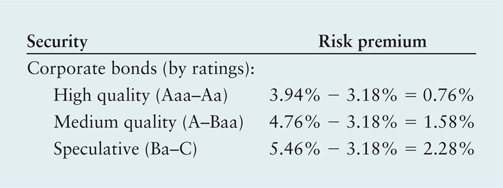 Security Risk premium
Corporate bonds (by ratings):
High quality (Aaa–Aa) 3.94% − 3.18% = 0.76%
Medium quality (A–Baa) 4.76% − 3.18% = 1.58%
Speculative (Ba–C) 5.46% − 3.18% = 2.28%